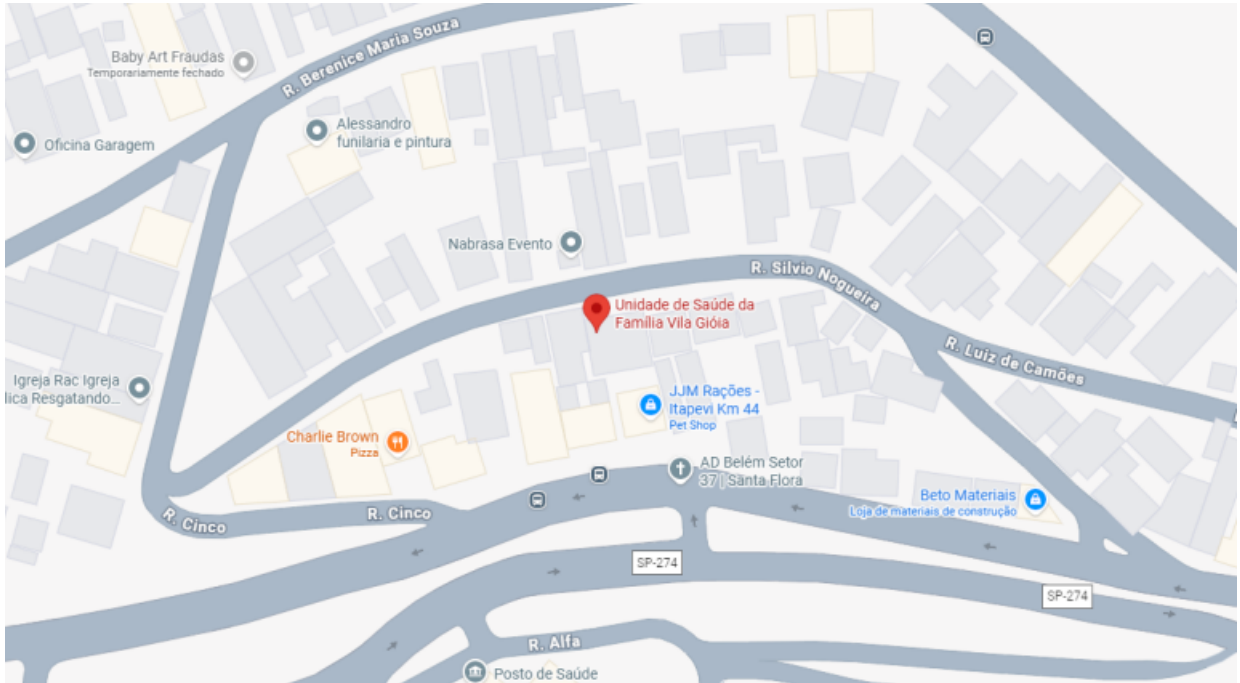 R. Berenice Maria Souza
Baby Art Fraudas
Temporariamente fechado
Alessandro
funilaria e pintura
Oficina Garagem
Nabrasa Evento
R. Silvio Nogueira
Unidade de Saúde da
Família Vila Gióia
R. Luiz de Camões
Igreja Rac Igreja
lica Resgatando...
JJM Rações -
Itapevi Km 44
Pet Shop
Charlie Brown
Pizza
AD Belém Setor
37 | Santa Flora
Beto Materiais
Loja de materiais de construção
R. Cinco
R. Cinco
SP-274
SP-274
R. Alfa
Posto de Saúde